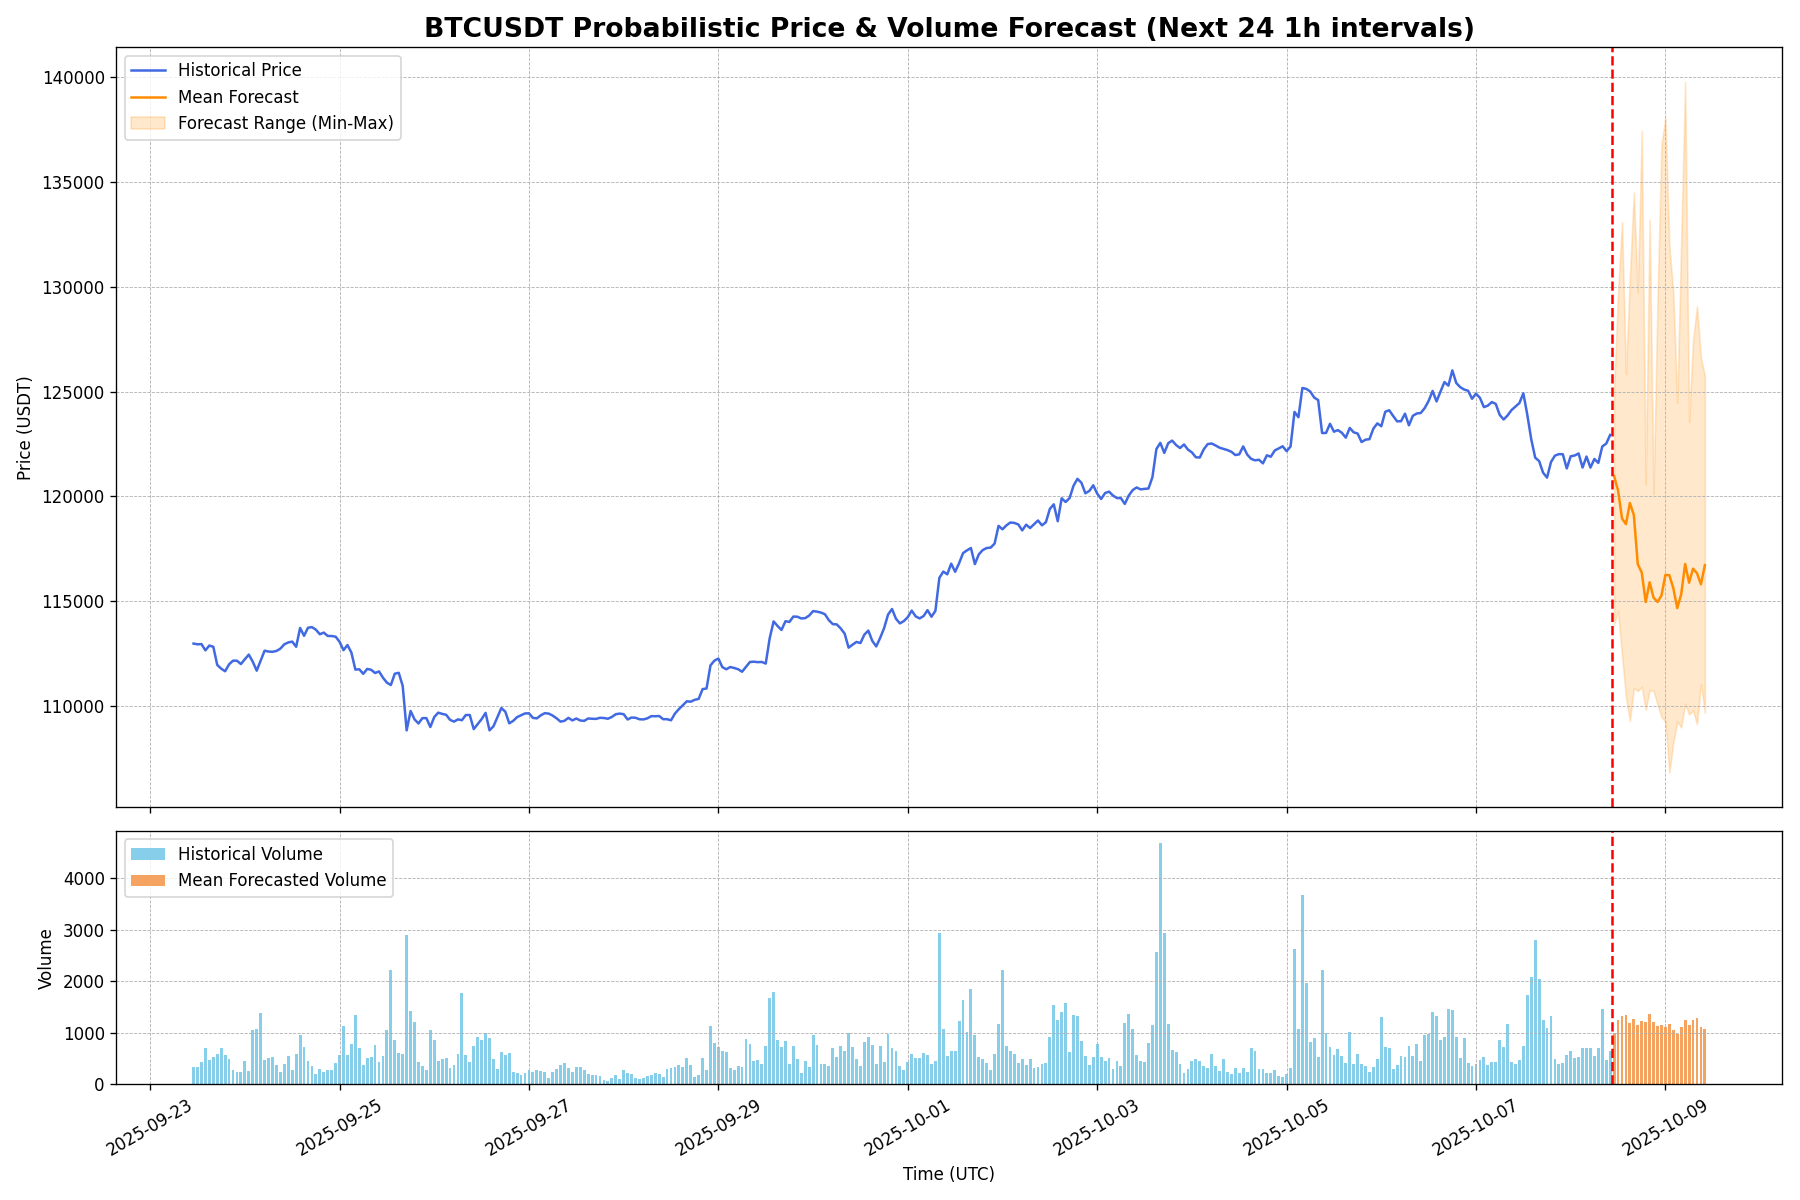 BTCUSDT Probabilistic Price & Volume Forecast (Next 24 1h intervals)
Historical Price
Mean Forecast
Forecast Range (Min-Max)
140000
135000
130000
125000
120000
115000
110000
Price (USDT)
Historical Volume
Mean Forecasted Volume
4000
3000
2000
1000
0
Volume
2025-09-23
2025-09-25
2025-09-27
2025-09-29
2025-10-01
2025-10-03
2025-10-05
2025-10-07
2025-10-09
Time (UTC)